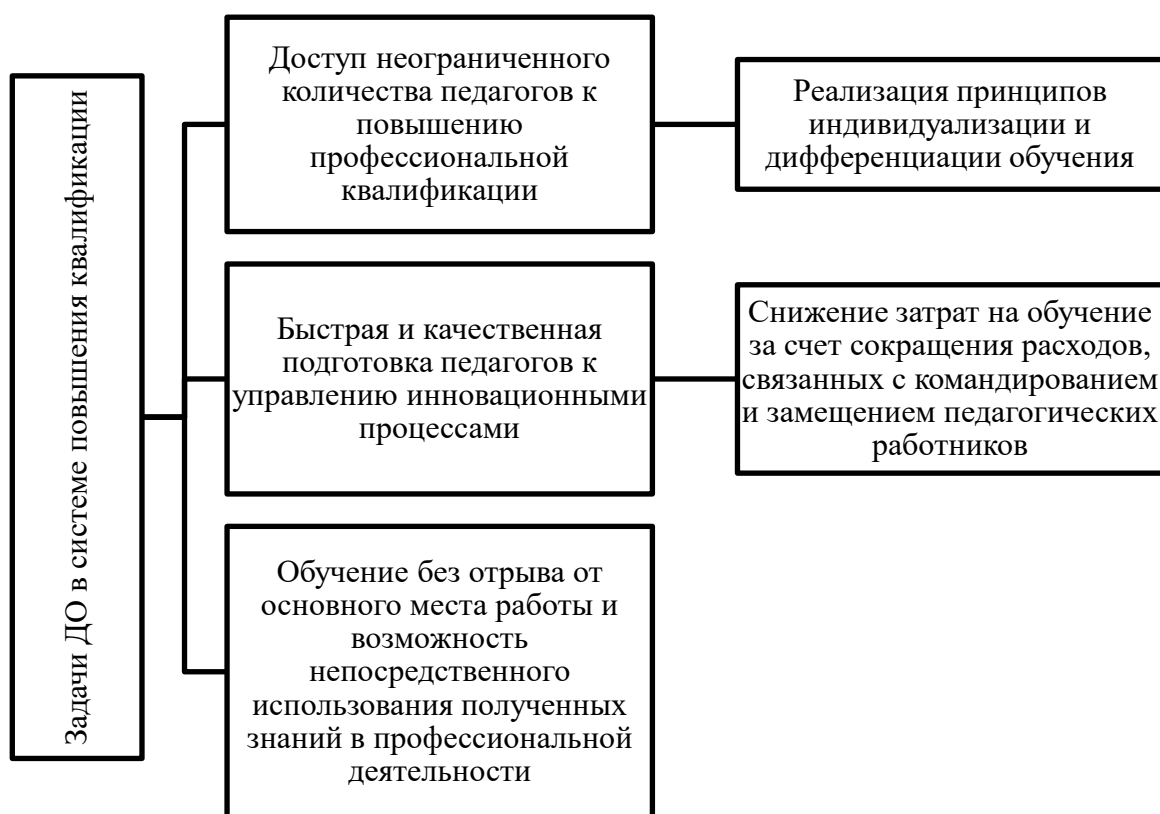 Задачи ДО в системе повышения квалификации
Доступ неограниченного
количества педагогов к
повышению
профессиональной
квалификации
Реализация принципов
индивидуализации и
дифференциации обучения
Быстрая и качественная
подготовка педагогов к
управлению инновационными
процессами
Снижение затрат на обучение
за счет сокращения расходов,
связанных с командированием
и замещением педагогических
работников
Обучение без отрыва от
основного места работы и
возможность
непосредственного
использования полученных
знаний в профессиональной
деятельности